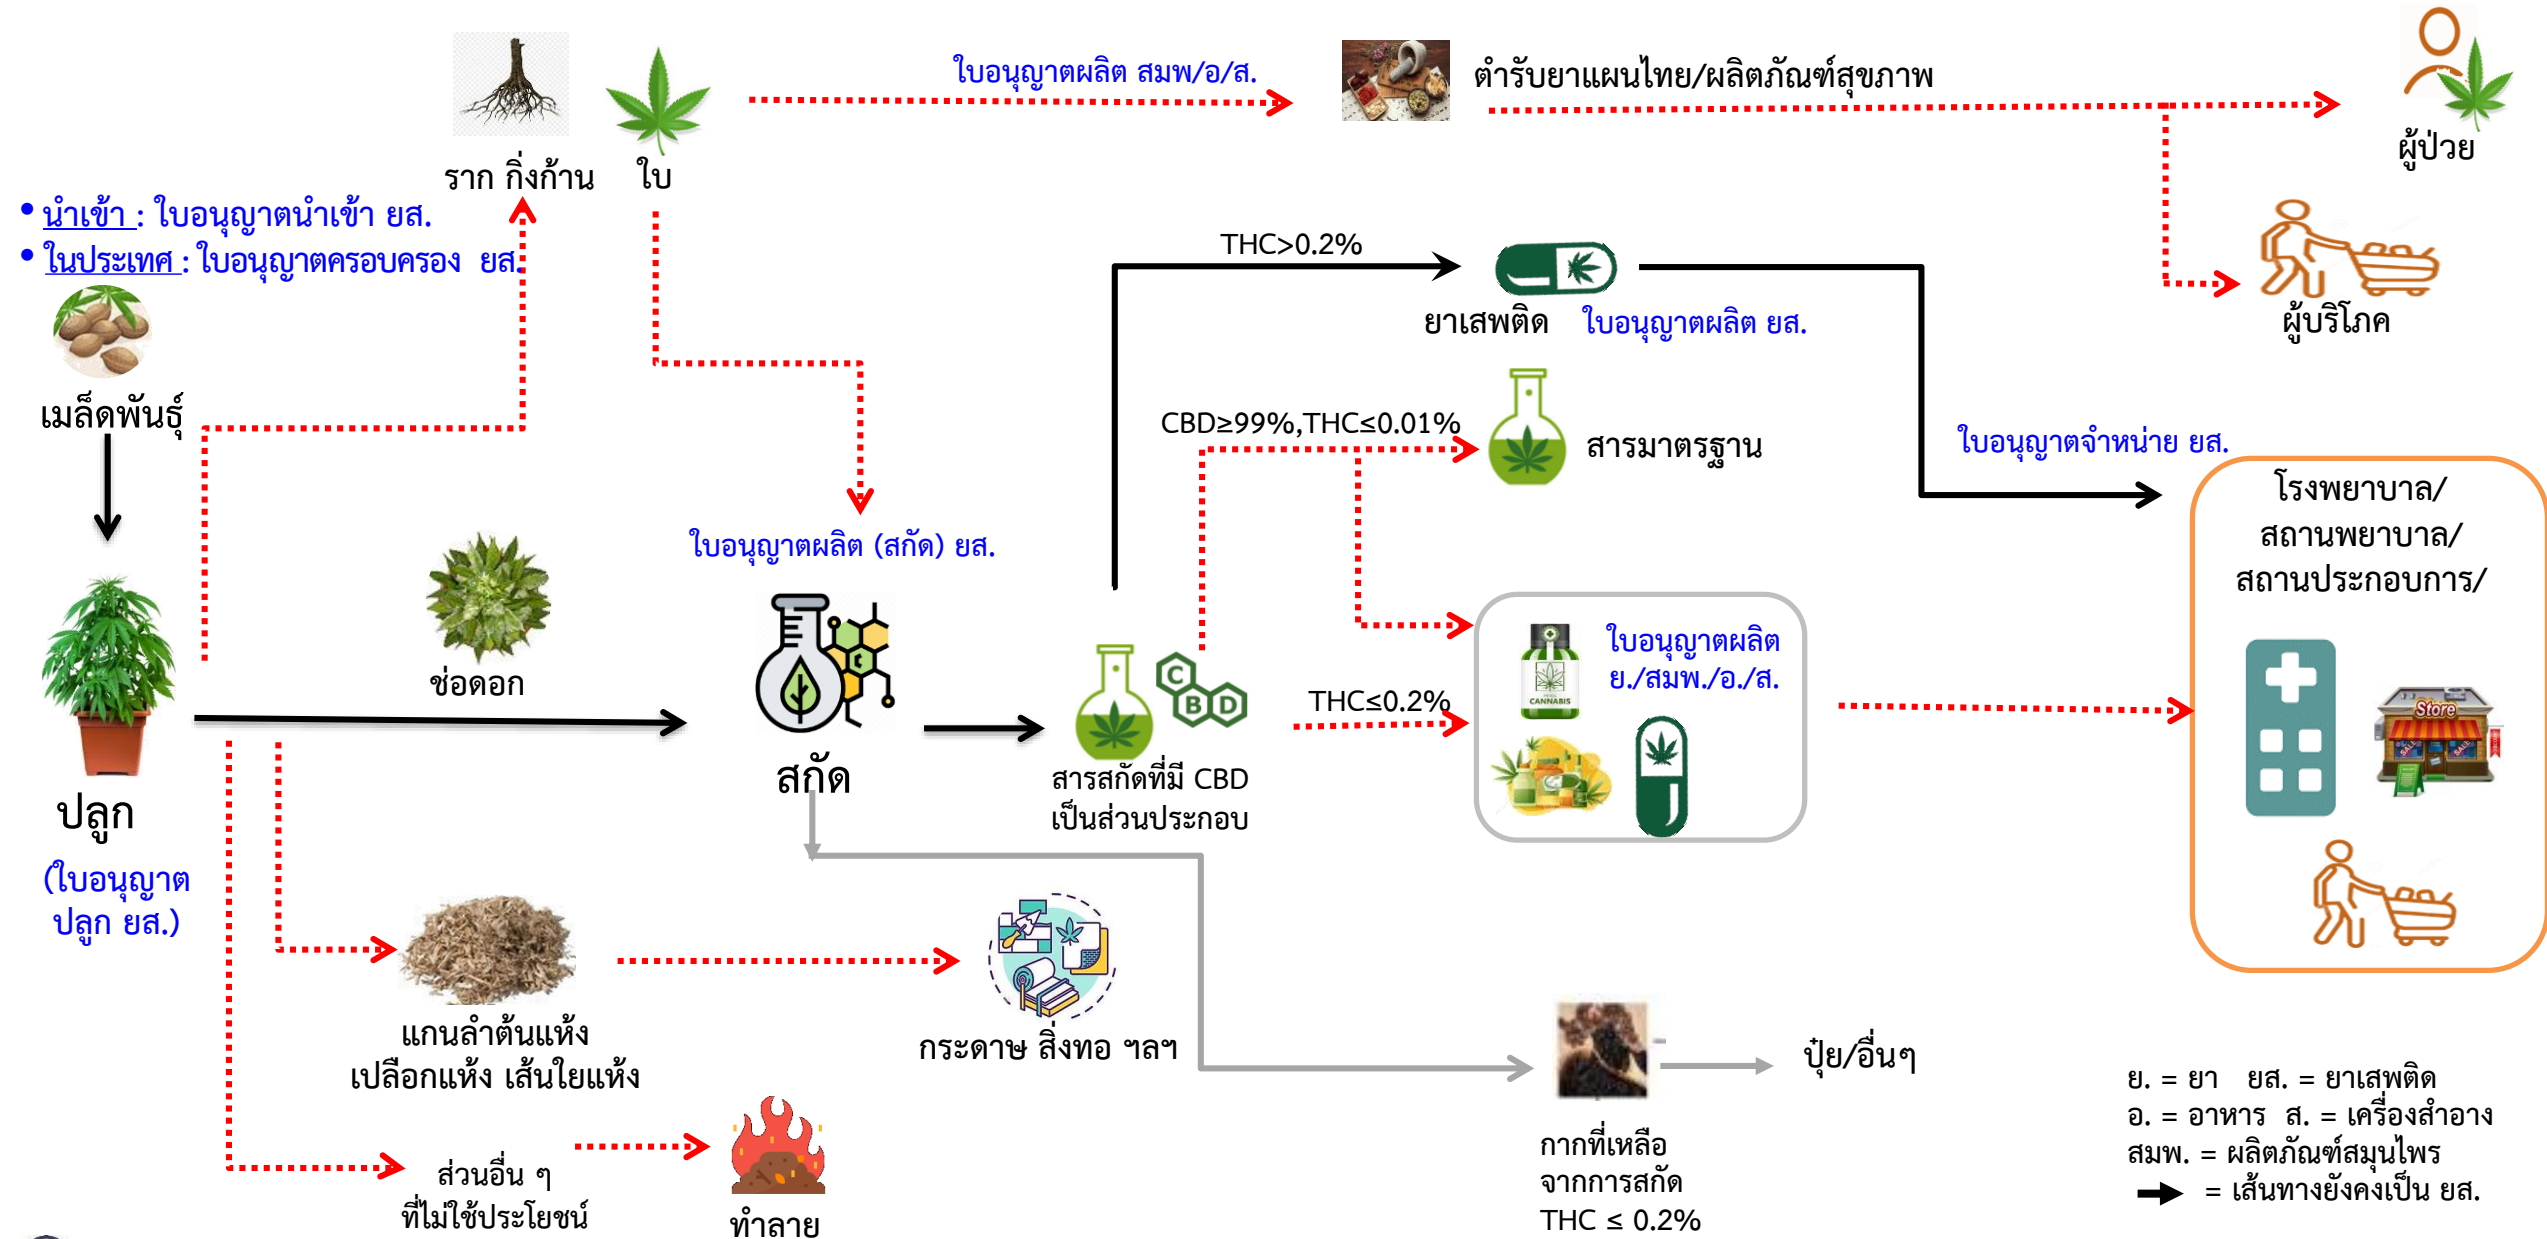 ใบอนุญาตผลิต สมพ/อ/ส.
ตำรับยาแผนไทย/ผลิตภัณฑ์สุขภาพ
ผู้ป่วย
ราก กิ่งก้าน
ใบ
• นำเข้า : ใบอนุญาตนำเข้า ยส.
• ในประเทศ : ใบอนุญาตครอบครอง ยส.
THC>0.2%
ยาเสพติด
ใบอนุญาตผลิต ยส.
ผู้บริโภค
เมล็ดพันธุ์
CBD≥99%,THC≤0.01%
สารมาตรฐาน
ใบอนุญาตจำหน่าย ยส.
โรงพยาบาล/
สถานพยาบาล/
สถานประกอบการ/
ใบอนุญาตผลิต (สกัด) ยส.
ช่อดอก
C
B
D
THC≤0.2%
ใบอนุญาตผลิต
ย./สมพ./อ./ส.
CANNABIS
Store
SALE
SALE
สกัด
สารสกัดที่มี CBD
เป็นส่วนประกอบ
ปลูก
(ใบอนุญาต
ปลูก ยส.)
แกนลำต้นแห้ง
เปลือกแห้ง เส้นใยแห้ง
กระดาษ สิ่งทอ ฯลฯ
ปุ๋ย/อื่นๆ
ส่วนอื่น ๆ
ที่ไม่ใช้ประโยชน์
ทำลาย
กากที่เหลือ
จากการสกัด
THC ≤ 0.2%
ย. = ยา ยส. = ยาเสพติด
อ. = อาหาร ส. = เครื่องสำอาง
สมพ. = ผลิตภัณฑ์สมุนไพร
= เส้นทางยังคงเป็น ยส.